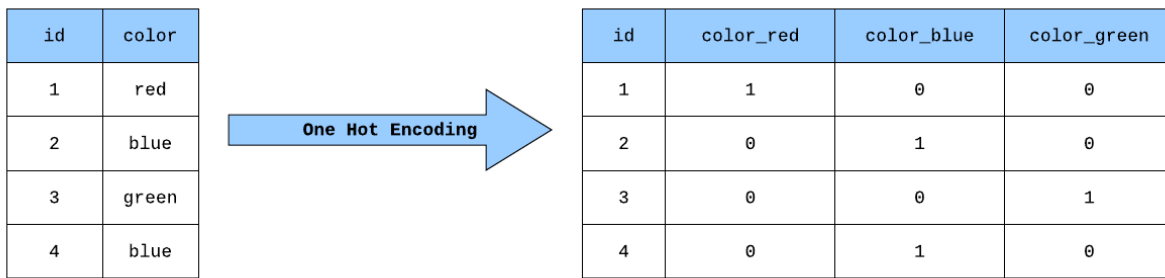 id color
1 red
2 blue
3 green
4 blue
One Hot Encoding
id color_red color_blue color_green
1 1 0 0
2 0 1 0
3 0 0 1
4 0 1 0